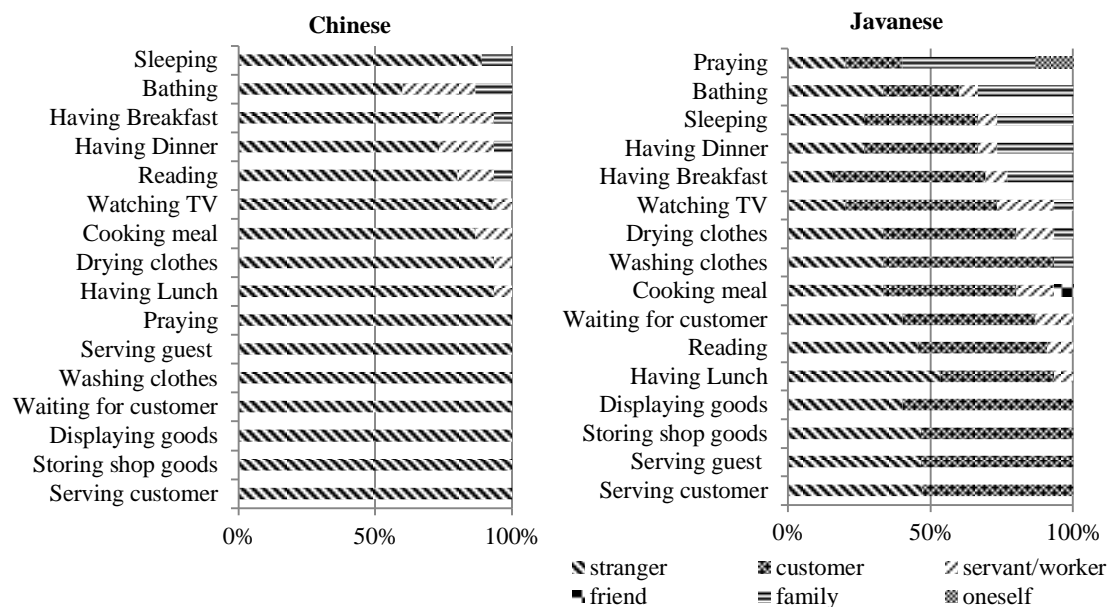 Chinese
Sleeping
Bathing
Having Breakfast
Having Dinner
Reading
Watching TV
Cooking meal
Drying clothes
Having Lunch
Praying
Serving guest
Washing clothes
Waiting for customer
Displaying goods
Storing shop goods
Serving customer
0% 50% 100%
Javanese
Praying
Bathing
Sleeping
Having Dinner
Having Breakfast
Watching TV
Drying clothes
Washing clothes
Cooking meal
Waiting for customer
Reading
Having Lunch
Displaying goods
Storing shop goods
Serving guest
Serving customer
0% 50% 100%
stranger customer servant/worker
friend family oneself